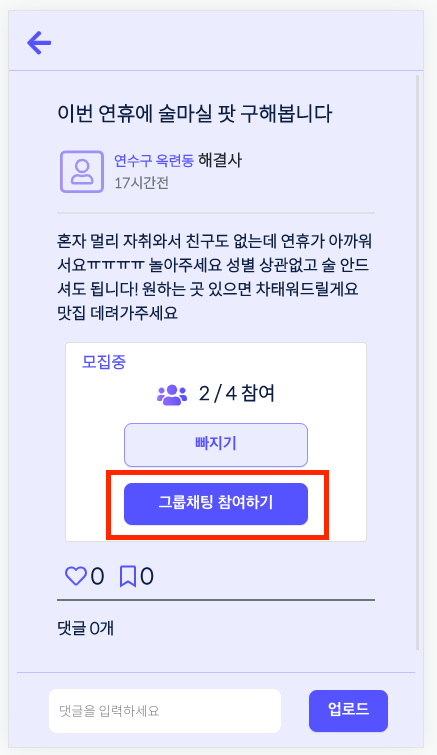 이번 연휴에 술마실 팟 구해봅니다
연수구 옥련동 해결사
17시간전
혼자 멀리 자취와서 친구도 없는데 연휴가 아까워
서요ㅠㅠㅠㅠ 놀아주세요 성별 상관없고 술 안드
셔도 됩니다! 원하는 곳 있으면 차태워드릴게요
맛집 데려가주세요
모집중
2 / 4 참여
빠지기
그룹채팅 참여하기
0 0
댓글 0개
댓글을 입력하세요 업로드